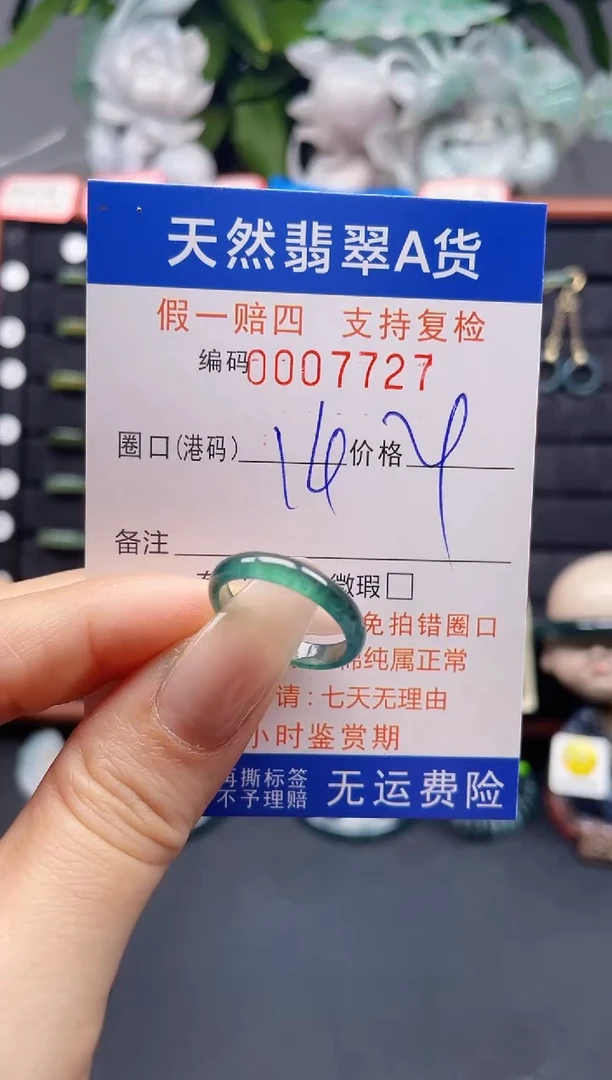 天然翡翠A货
假一赔四 支持复检
编码0007727
圈口(港码) 14 价格
备注
微瑕□
免拍错圈口
棉纯属正常
请:七天无理由
小时鉴赏期
再撕标签
不予理赔
无运费险